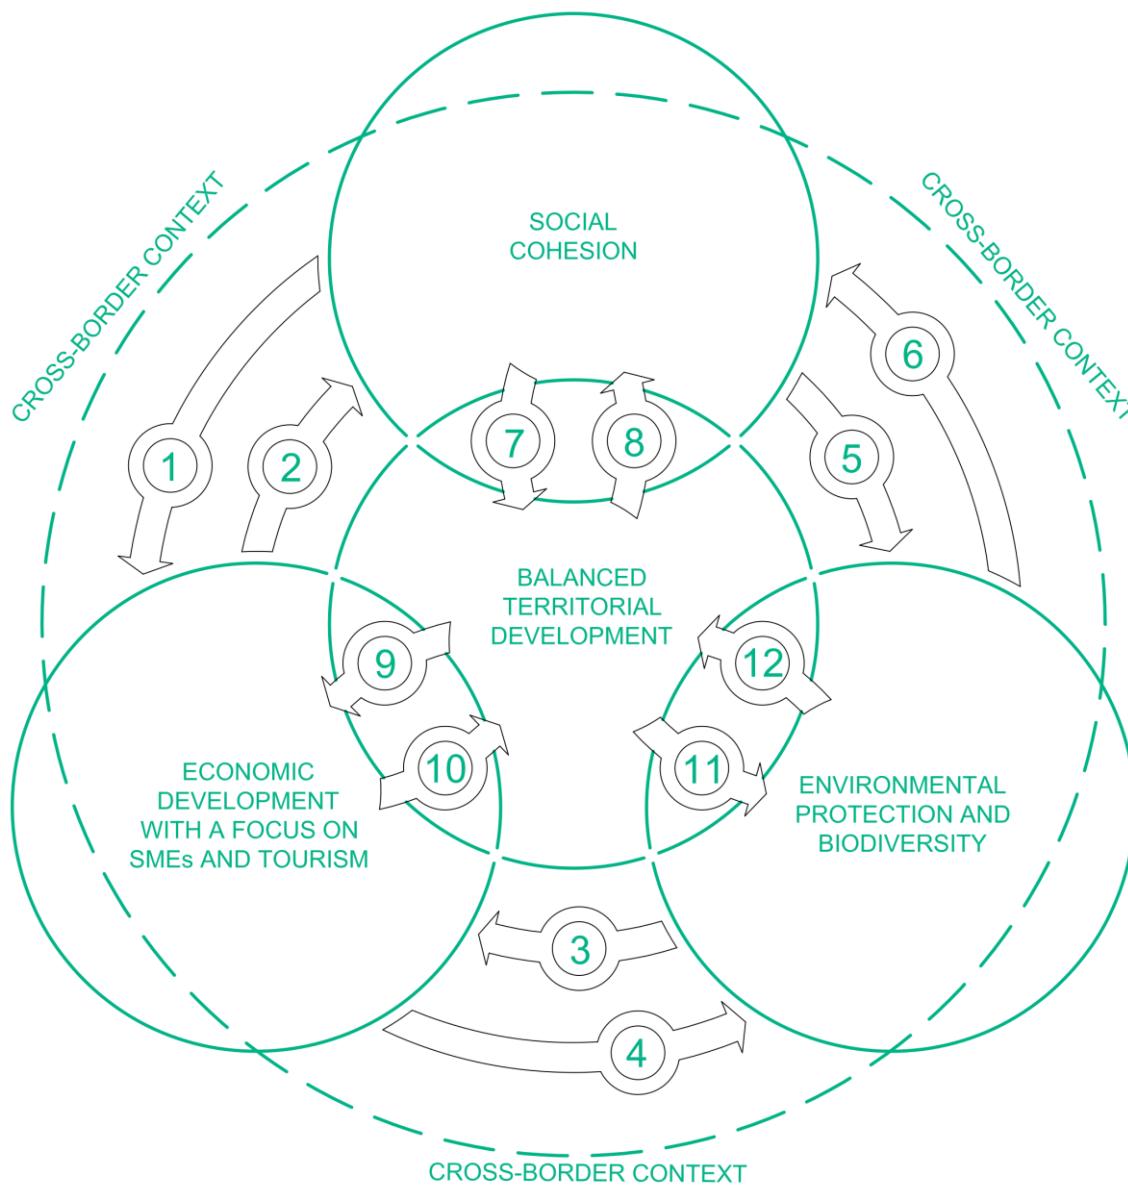 CROSS-BORDER CONTEXT
CROSS-BORDER CONTEXT
SOCIAL
COHESION
6
1
2
7
8
5
BALANCED
TERRITORIAL
DEVELOPMENT
9
12
10
11
ECONOMIC
DEVELOPMENT
WITH A FOCUS ON
SMEs AND TOURISM
ENVIRONMENTAL
PROTECTION AND
BIODIVERSITY
3
4
CROSS-BORDER CONTEXT